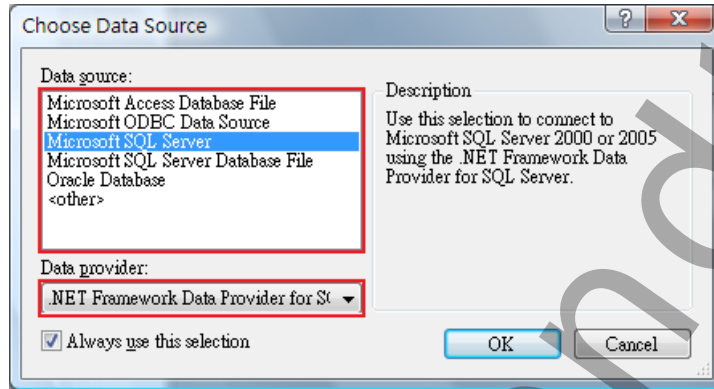 Choose Data Source
Data source:
Microsoft Access Database File
Microsoft ODBC Data Source
Microsoft SQL Server
Microsoft SQL Server Database File
Oracle Database
<other>
Description
Use this selection to connect to
Microsoft SQL Server 2000 or 2005
using the .NET Framework Data
Provider for SQL Server.
Data provider:
.NET Framework Data Provider for
Always use this selection
OK
Cancel